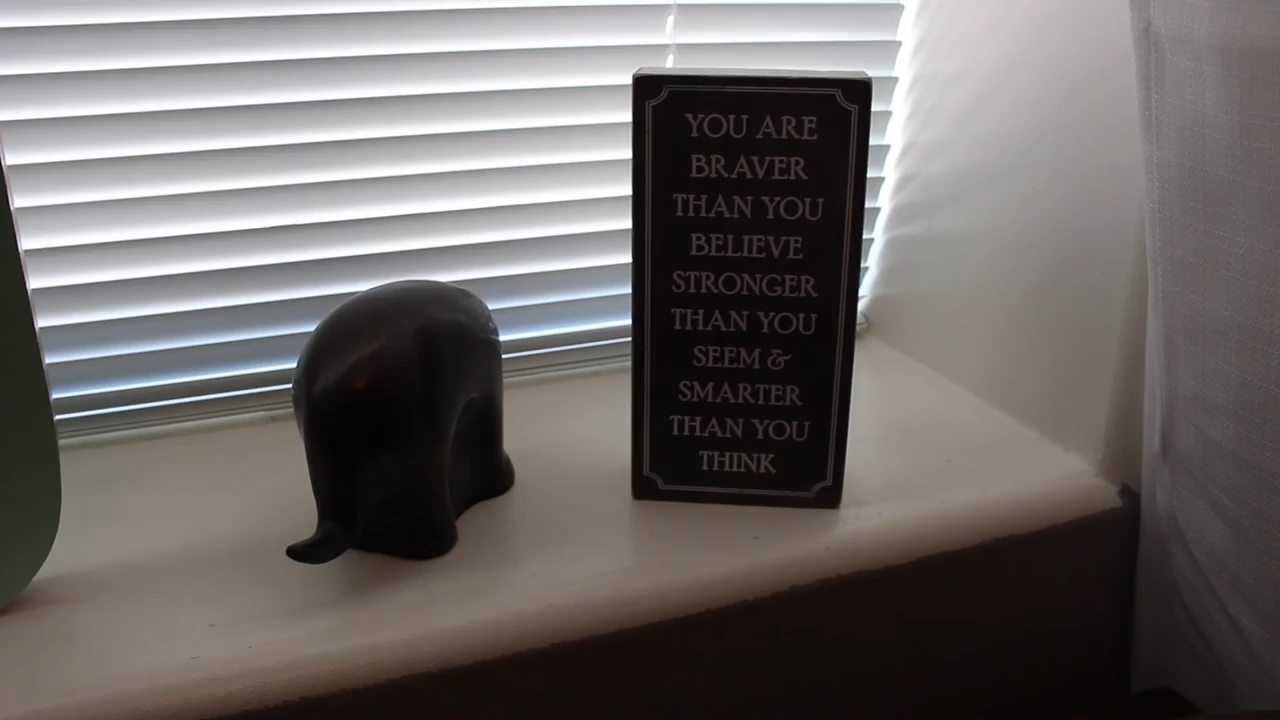 YOU ARE
BRAVER
THAN YOU
BELIEVE
STRONGER
THAN YOU
SEEM &
SMARTER
THAN YOU
THINK